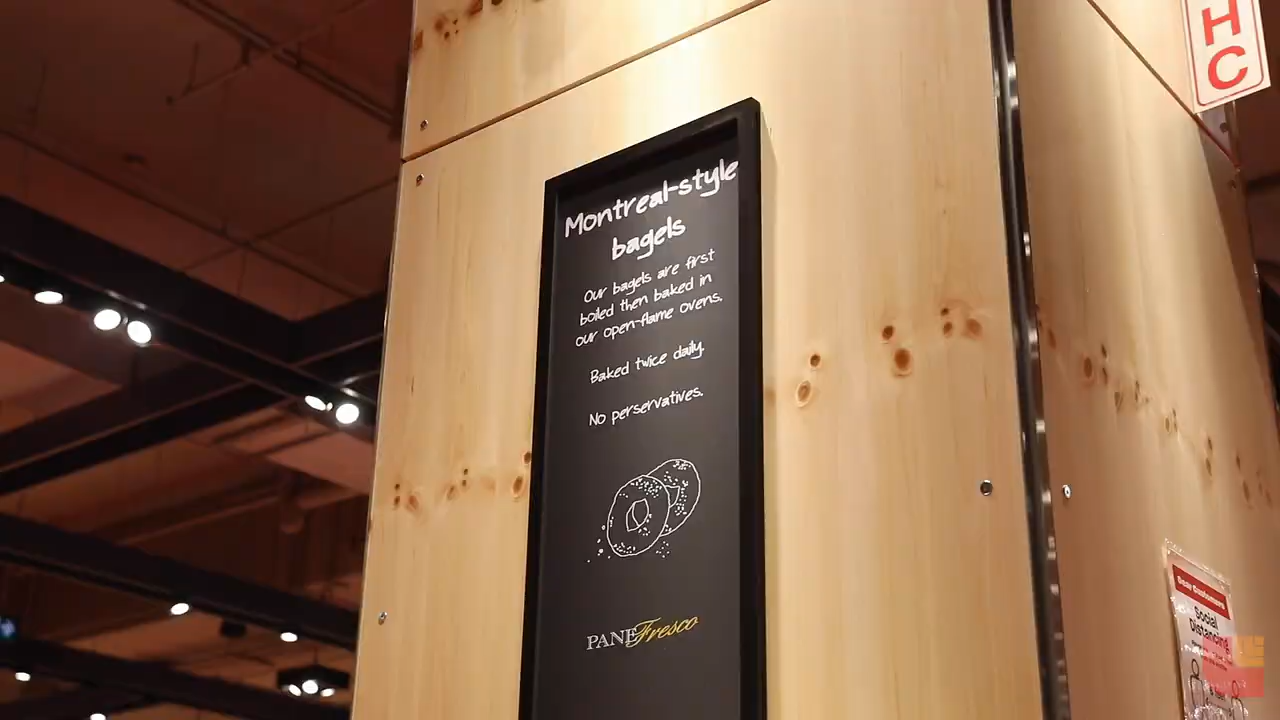 HC
Montreal-style
bagels
Our bagels are first
boiled then baked in
our open-flame ovens.
Baked twice daily.
No perservatives.
PANE Fresco
Dear Customers
Social
Distancing